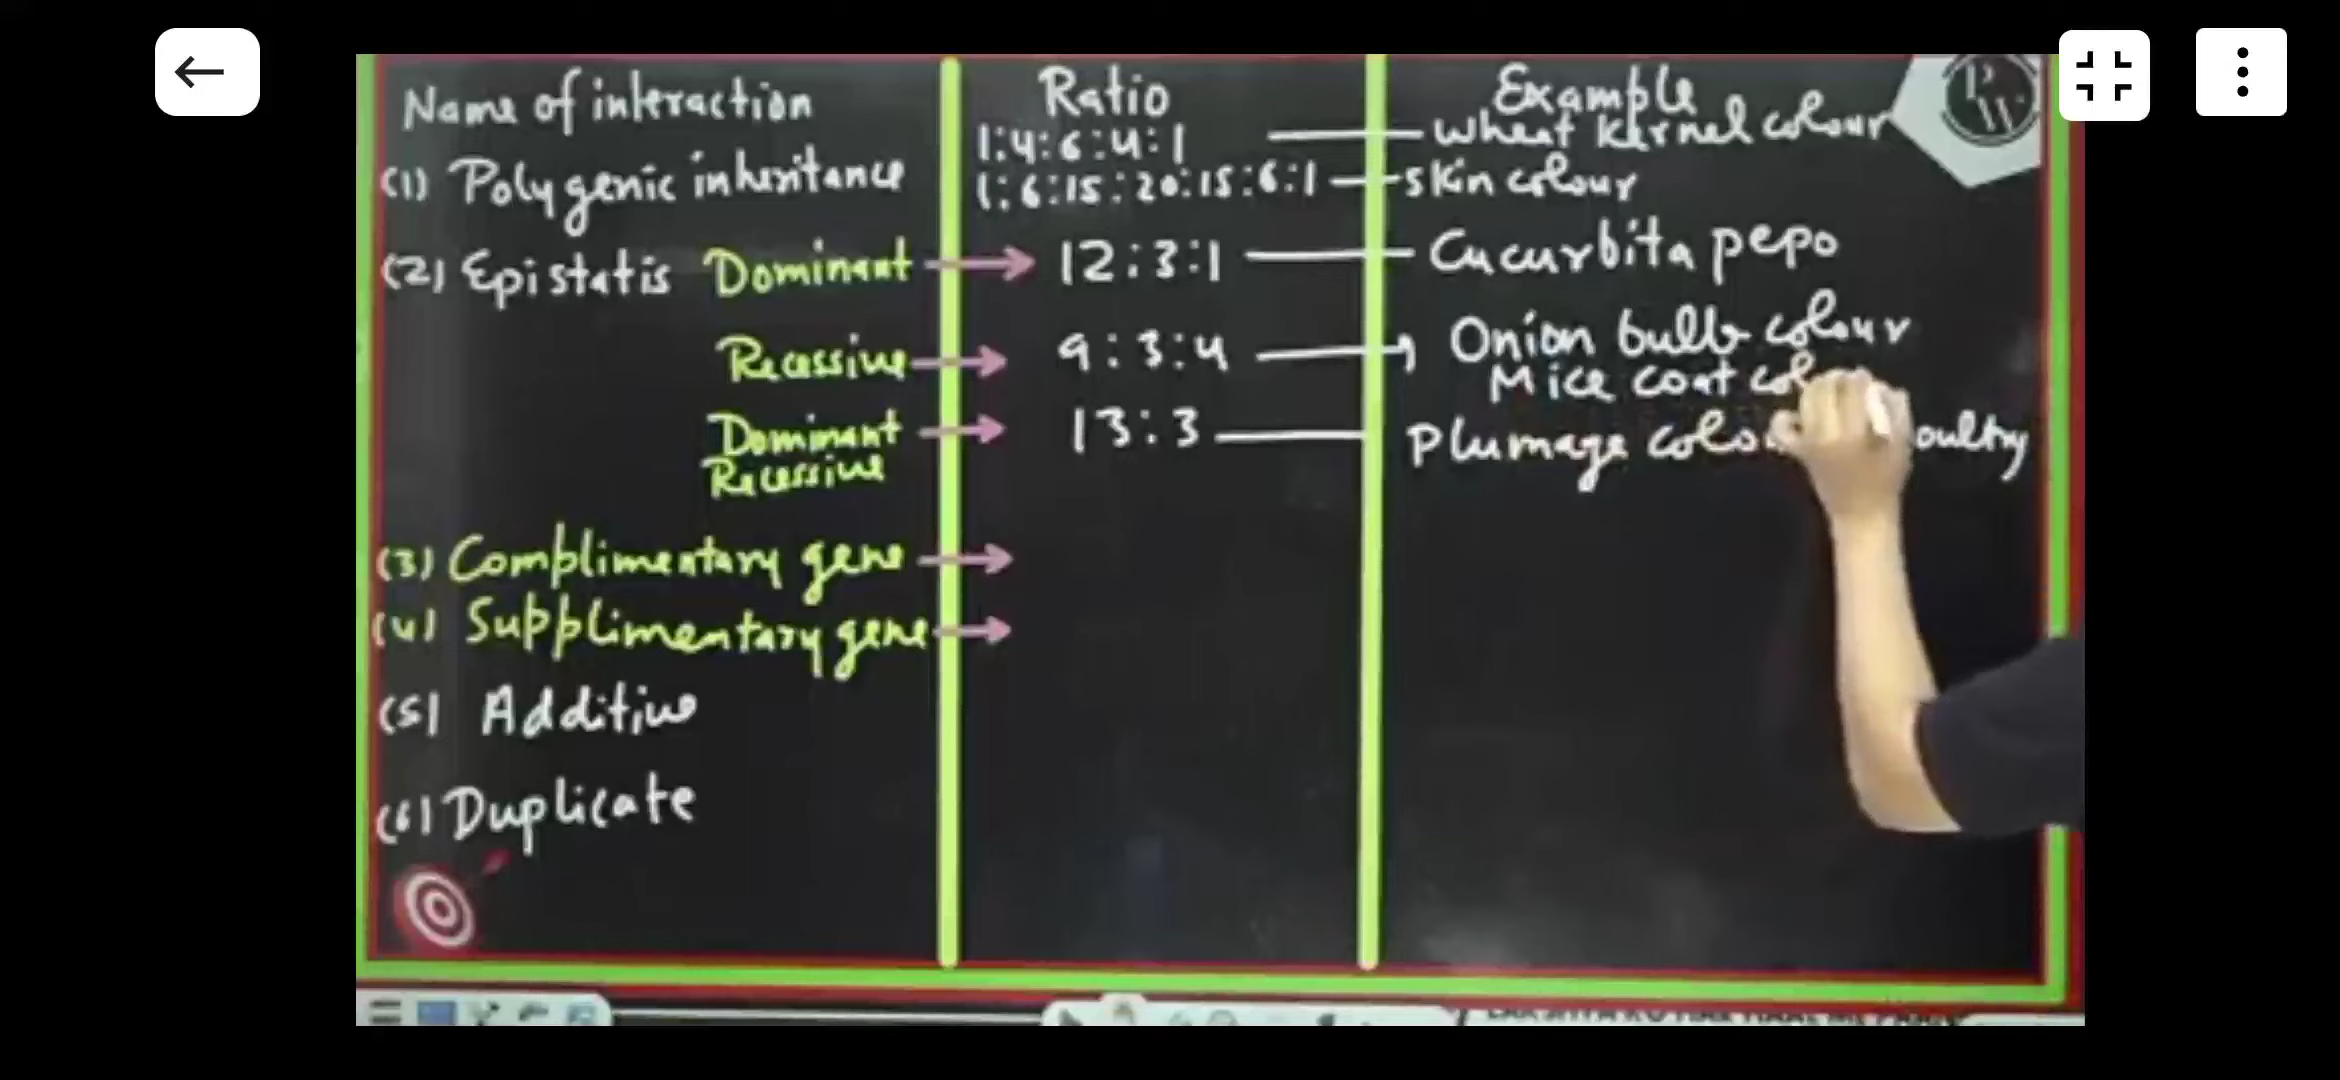 Name of interaction
Ratio
Example
1:4:6:4:1
wheat kernel colour
(1) Polygenic inheritance
1:6:15:20:15:6:1
skin colour
(2) Epistatis Dominant
12:3:1
Cucurbita pepo
Recessive
9:3:4
Onion bulb colour
Mice coat
Dominant
Recessive
13:3
Plumage
(3) Complimentary gene
(4) Supplimentary gene
(5) Additive
(6) Duplicate
PW